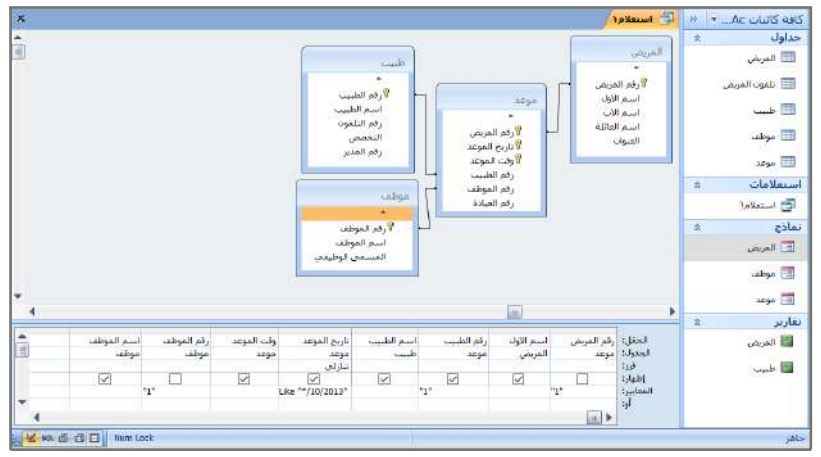 استعلام١
كافة كائنات Ac...
جداول
المريض
تلفون المريض
طبيب
موظف
موعد
استعلامات
استعلام١
نماذج
المريض
موظف
موعد
تقارير
المريض
طبيب
المريض
*
رقم المريض
اسم الاول
اسم الأب
اسم العائلة
العنوان
موعد
*
رقم المريض
تاريخ الموعد
وقت الموعد
رقم الطبيب
رقم الموظف
رقم العيادة
طبيب
*
رقم الطبيب
اسم الطبيب
رقم التلفون
التخصص
رقم المدير
موظف
*
رقم الموظف
اسم الموظف
المسمى الوظيفي
الحقل: رقم المريض اسم الاول رقم الطبيب اسم الطبيب تاريخ الموعد وقت الموعد رقم الموظف اسم الموظف
الجدول: موعد المريض موعد طبيب موعد موعد موظف موظف
فرز: تنازلي
إظهار:
المعايير: "1" "1" Like "*/10/2013" "1"
أو:
جاهز
Num Lock
SQL